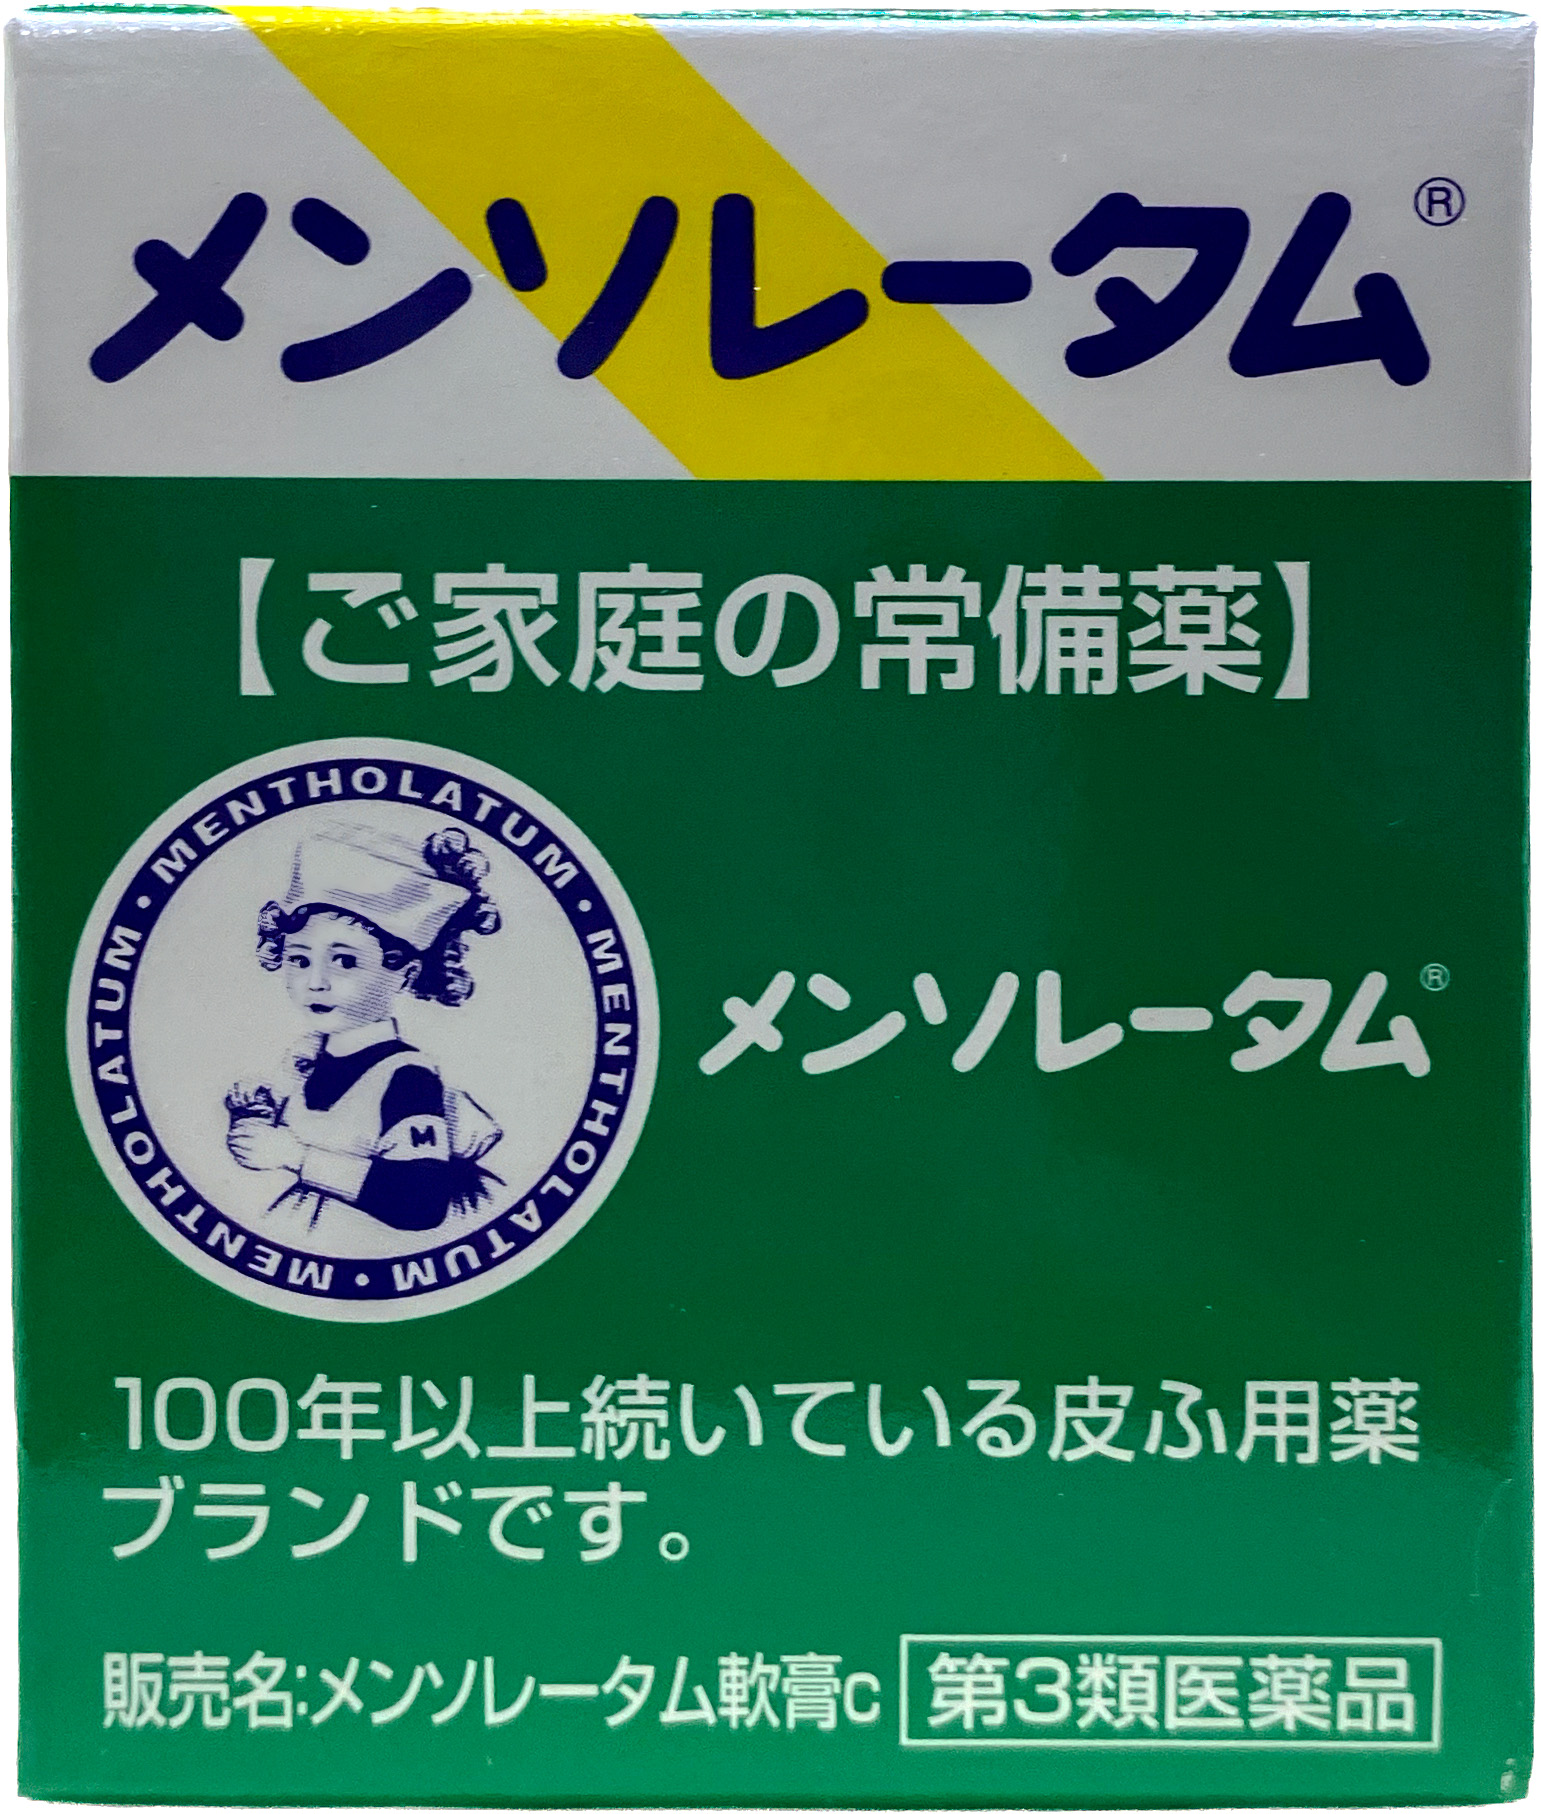 メンソレータム®
【ご家庭の常備薬】
MENTHOLATUM・MENTHOLATUM・MENTHOLATUM・MENTHOLATUM・
M
メンソレータム®
100年以上続いている皮ふ用薬
ブランドです。
販売名:メンソレータム軟膏c 第3類医薬品